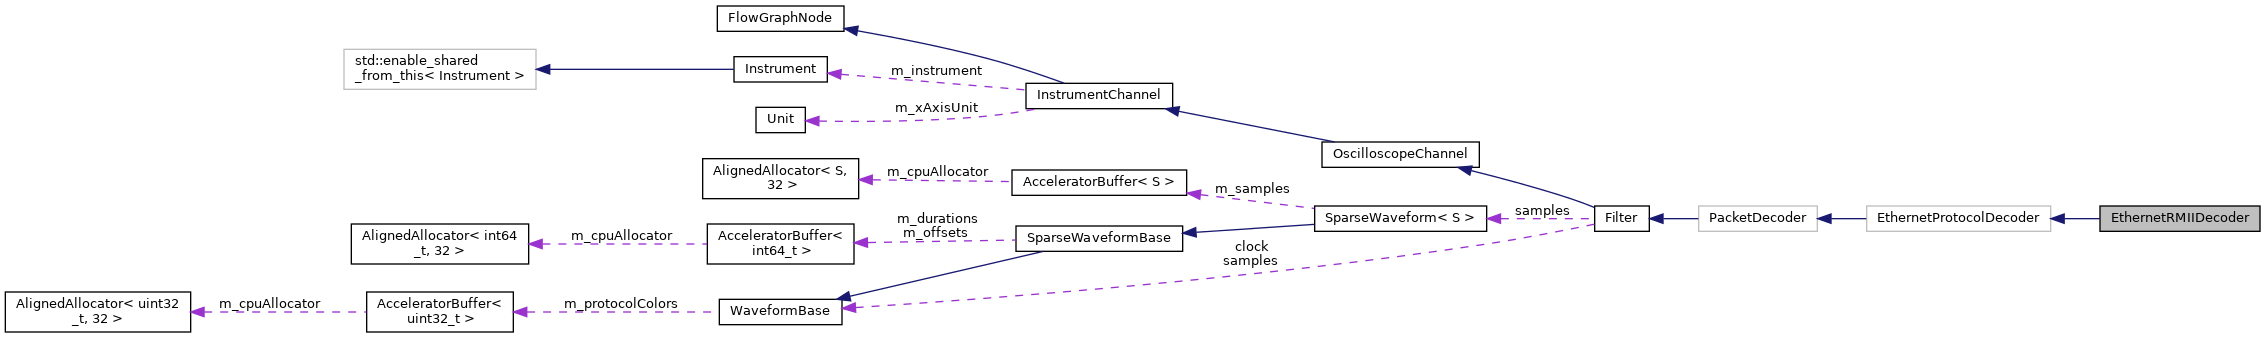 FlowGraphNode
std::enable_shared
_from_this< Instrument >
Instrument
m_instrument
InstrumentChannel
Unit
m_xAxisUnit
OscilloscopeChannel
AlignedAllocator< S,
32 >
m_cpuAllocator
AcceleratorBuffer< S >
m_samples
SparseWaveform< S >
samples
Filter
PacketDecoder
EthernetProtocolDecoder
EthernetRMIIDecoder
AlignedAllocator< int64
_t, 32 >
m_cpuAllocator
AcceleratorBuffer<
int64_t >
m_durations
m_offsets
SparseWaveformBase
clock
samples
AlignedAllocator< uint32
_t, 32 >
m_cpuAllocator
AcceleratorBuffer<
uint32_t >
m_protocolColors
WaveformBase